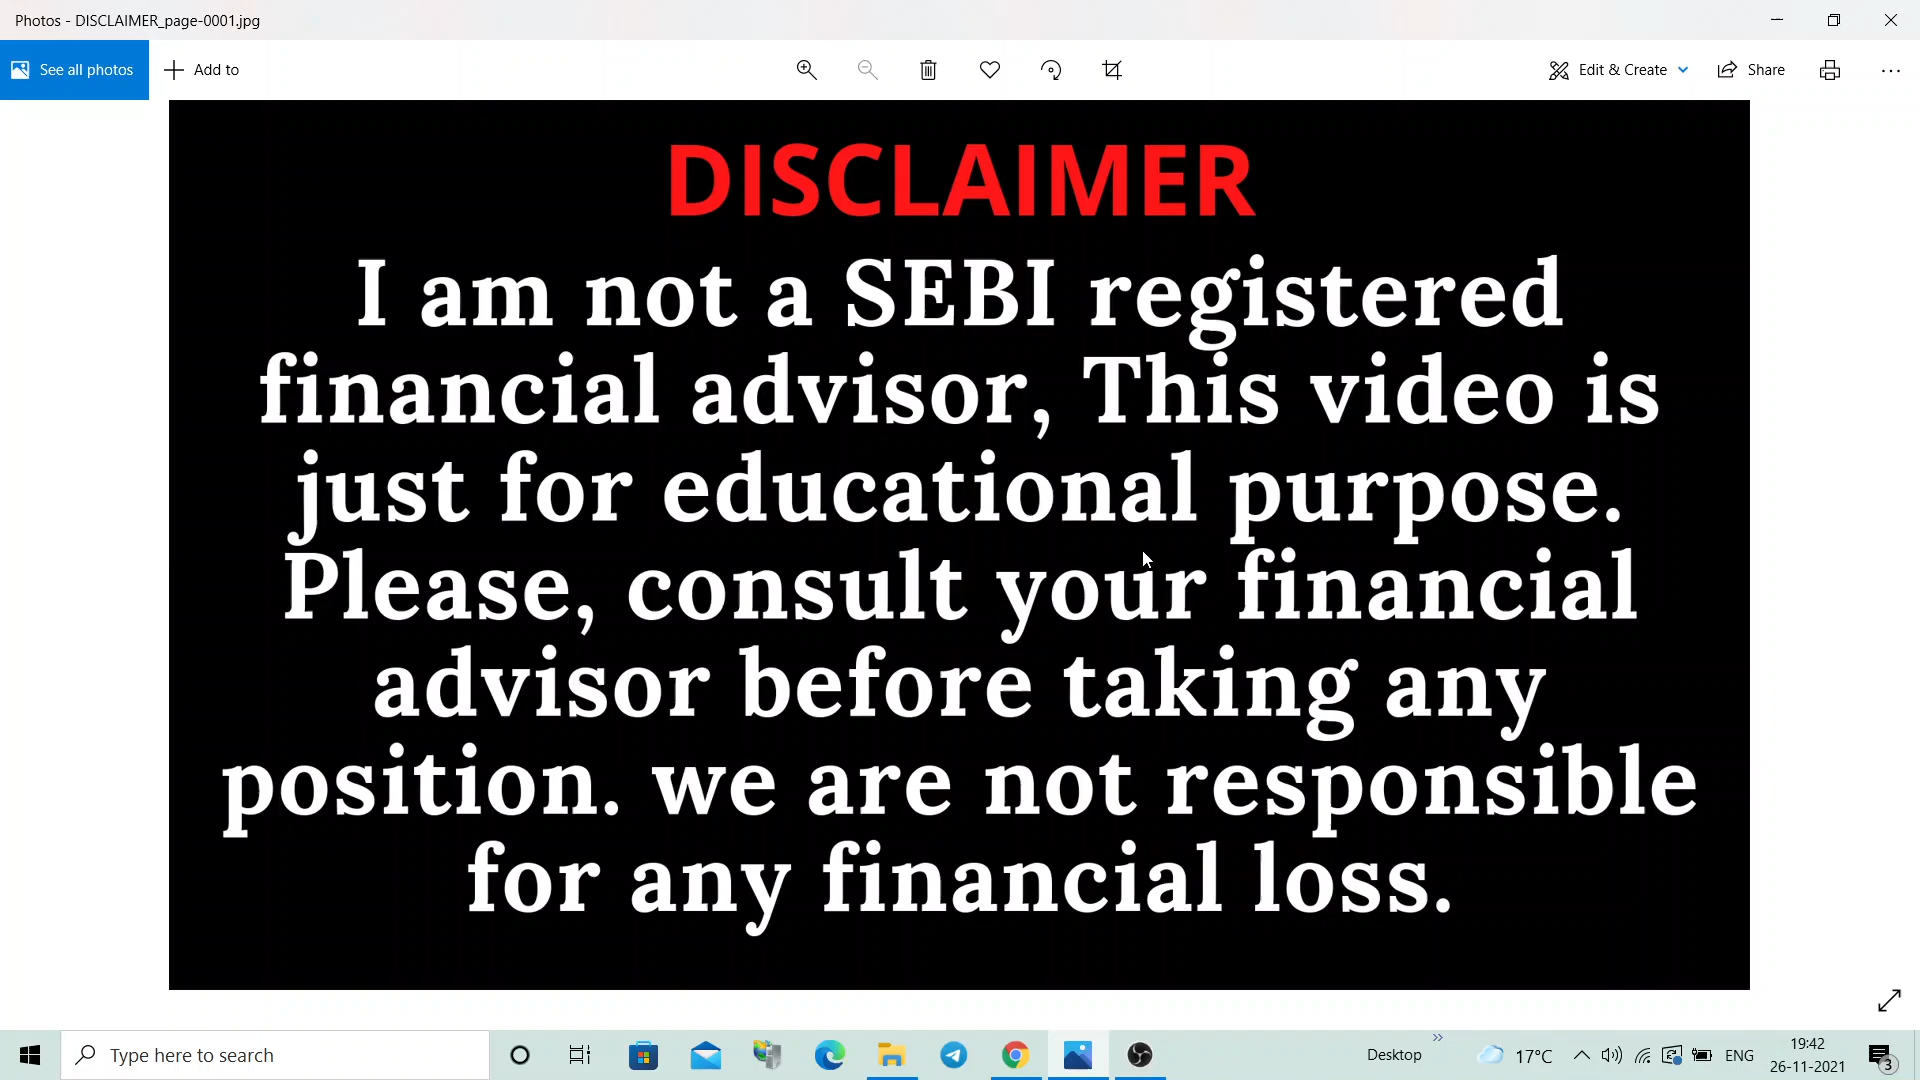 Photos - DISCLAIMER_page-0001.jpg
See all photos
Add to
Edit & Create
Share
DISCLAIMER
I am not a SEBI registered
financial advisor, This video is
just for educational purpose.
Please, consult your financial
advisor before taking any
position. we are not responsible
for any financial loss.
Type here to search
Desktop
17°C
ENG
19:42
26-11-2021
3